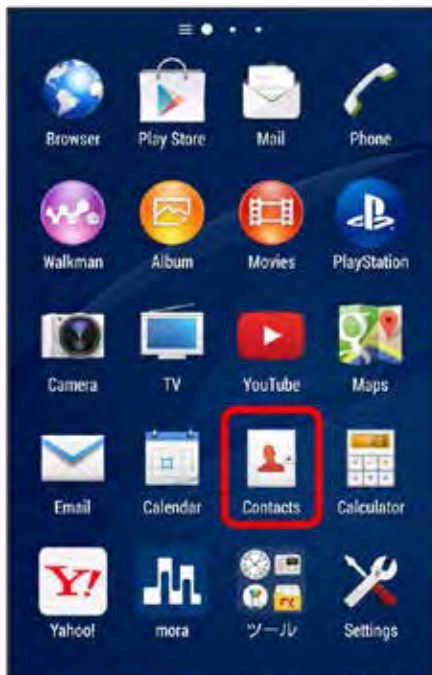 Browser Play Store Mail Phone
Walkman Album Movies PlayStation
Camera TV YouTube Maps
Email Calendar Contacts Calculator
Y!
Yahoo! mora ツール Settings